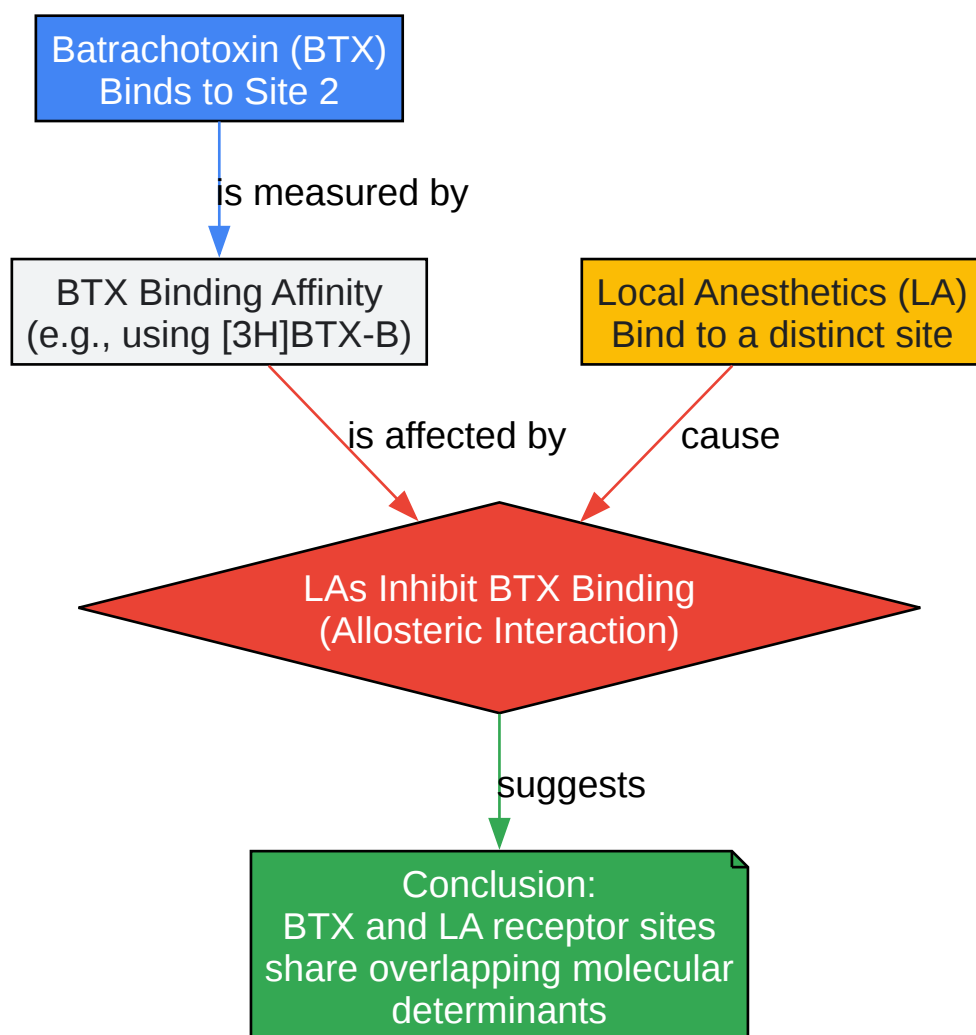 Batrachotoxin (BTX)
Binds to Site 2
is measured by
BTX Binding Affinity
(e.g., using [3H]BTX-B)
Local Anesthetics (LA)
Bind to a distinct site
is affected by
cause
LAs Inhibit BTX Binding
(Allosteric Interaction)
suggests
Conclusion:
BTX and LA receptor sites
share overlapping molecular
determinants